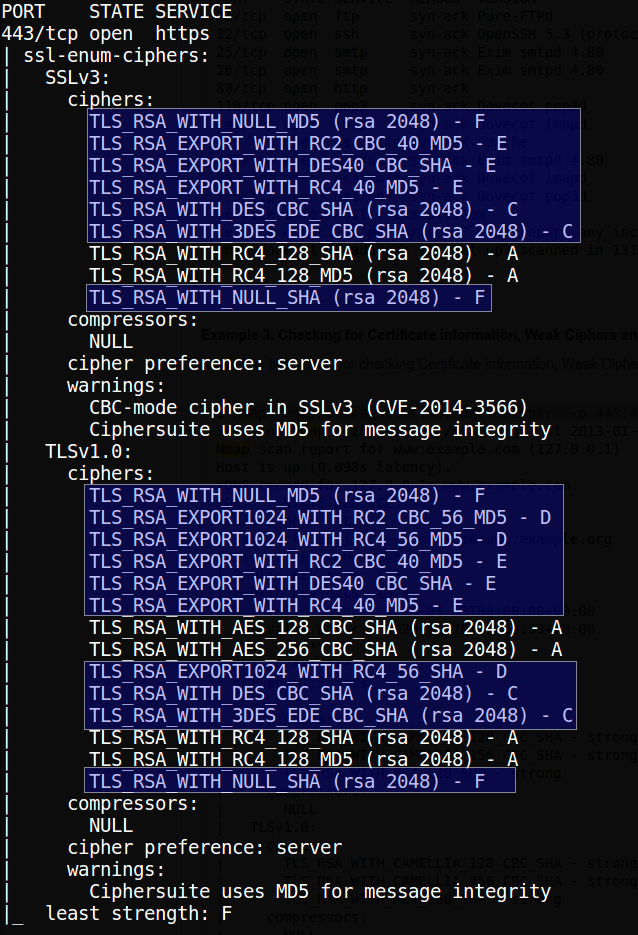 PORT    STATE SERVICE
443/tcp open  https
| ssl-enum-ciphers:
|   SSLv3:
|     ciphers:
|       TLS_RSA_WITH_NULL_MD5 (rsa 2048) - F
|       TLS_RSA_EXPORT_WITH_RC2_CBC_40_MD5 - E
|       TLS_RSA_EXPORT_WITH_DES40_CBC_SHA - E
|       TLS_RSA_EXPORT_WITH_RC4_40_MD5 - E
|       TLS_RSA_WITH_DES_CBC_SHA (rsa 2048) - C
|       TLS_RSA_WITH_3DES_EDE_CBC_SHA (rsa 2048) - C
|       TLS_RSA_WITH_RC4_128_SHA (rsa 2048) - A
|       TLS_RSA_WITH_RC4_128_MD5 (rsa 2048) - A
|       TLS_RSA_WITH_NULL_SHA (rsa 2048) - F
|     compressors:
|       NULL
|     cipher preference: server
|     warnings:
|       CBC-mode cipher in SSLv3 (CVE-2014-3566)
|       Ciphersuite uses MD5 for message integrity
|   TLSv1.0:
|     ciphers:
|       TLS_RSA_WITH_NULL_MD5 (rsa 2048) - F
|       TLS_RSA_EXPORT1024_WITH_RC2_CBC_56_MD5 - D
|       TLS_RSA_EXPORT1024_WITH_RC4_56_MD5 - D
|       TLS_RSA_EXPORT_WITH_RC2_CBC_40_MD5 - E
|       TLS_RSA_EXPORT_WITH_DES40_CBC_SHA - E
|       TLS_RSA_EXPORT_WITH_RC4_40_MD5 - E
|       TLS_RSA_WITH_AES_128_CBC_SHA (rsa 2048) - A
|       TLS_RSA_WITH_AES_256_CBC_SHA (rsa 2048) - A
|       TLS_RSA_EXPORT1024_WITH_RC4_56_SHA - D
|       TLS_RSA_WITH_DES_CBC_SHA (rsa 2048) - C
|       TLS_RSA_WITH_3DES_EDE_CBC_SHA (rsa 2048) - C
|       TLS_RSA_WITH_RC4_128_SHA (rsa 2048) - A
|       TLS_RSA_WITH_RC4_128_MD5 (rsa 2048) - A
|       TLS_RSA_WITH_NULL_SHA (rsa 2048) - F
|     compressors:
|       NULL
|     cipher preference: server
|     warnings:
|       Ciphersuite uses MD5 for message integrity
|_  least strength: F